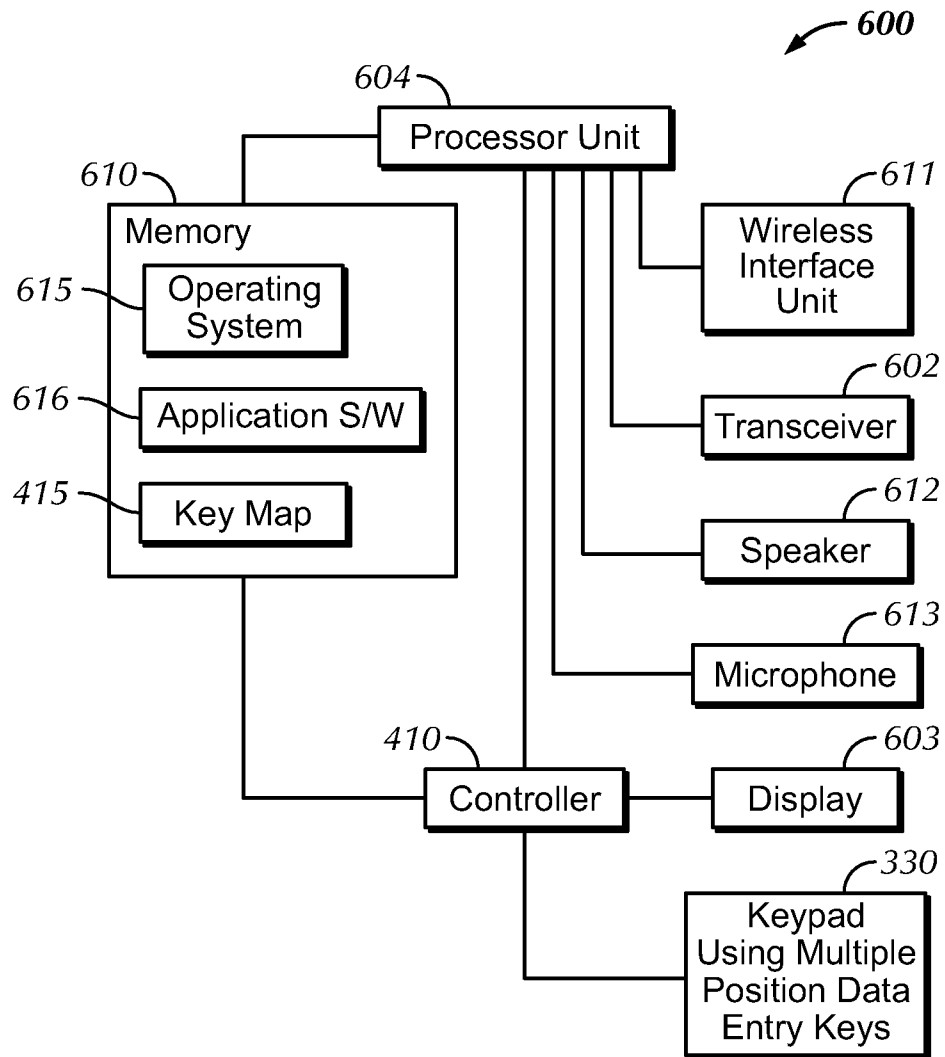 600
604
Processor Unit
610
Memory
615
Operating
System
616
Application S/W
415
Key Map
611
Wireless
Interface
Unit
602
Transceiver
612
Speaker
613
Microphone
410
Controller
603
Display
330
Keypad
Using Multiple
Position Data
Entry Keys